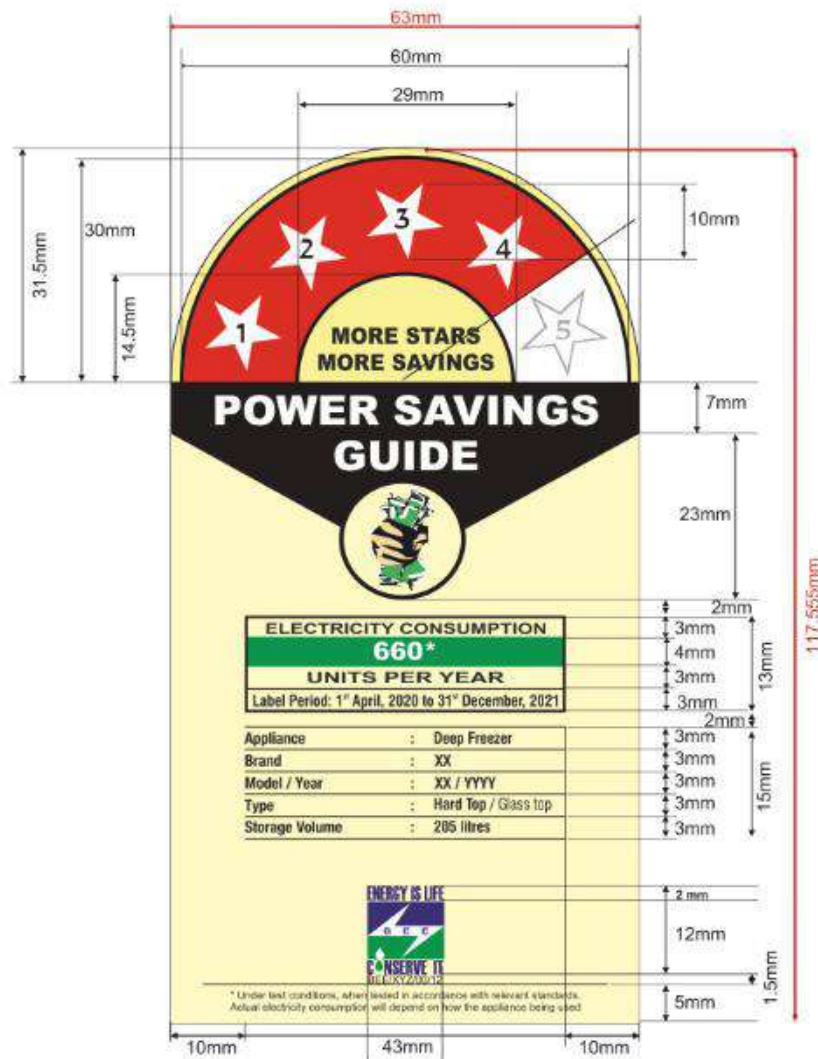 63mm
60mm
29mm
31.5mm
30mm
14.5mm
1
2
3
4
5
10mm
MORE STARS
MORE SAVINGS
POWER SAVINGS
GUIDE
7mm
23mm
117.555mm
2mm
ELECTRICITY CONSUMPTION
3mm
660*
4mm
UNITS PER YEAR
3mm
Label Period: 1st April, 2020 to 31st December, 2021
3mm
13mm
2mm
Appliance : Deep Freezer
3mm
Brand : XX
3mm
Model / Year : XX / YYYY
3mm
Type : Hard Top / Glass top
3mm
Storage Volume : 205 litres
3mm
15mm
ENERGY IS LIFE
2 mm
BEE
12mm
CONSERVE IT
BEE/XYZ/00/12
1.5mm
* Under test conditions, when tested in accordance with relevant standards.
Actual electricity consumption will depend on how the appliance being used
5mm
10mm
43mm
10mm